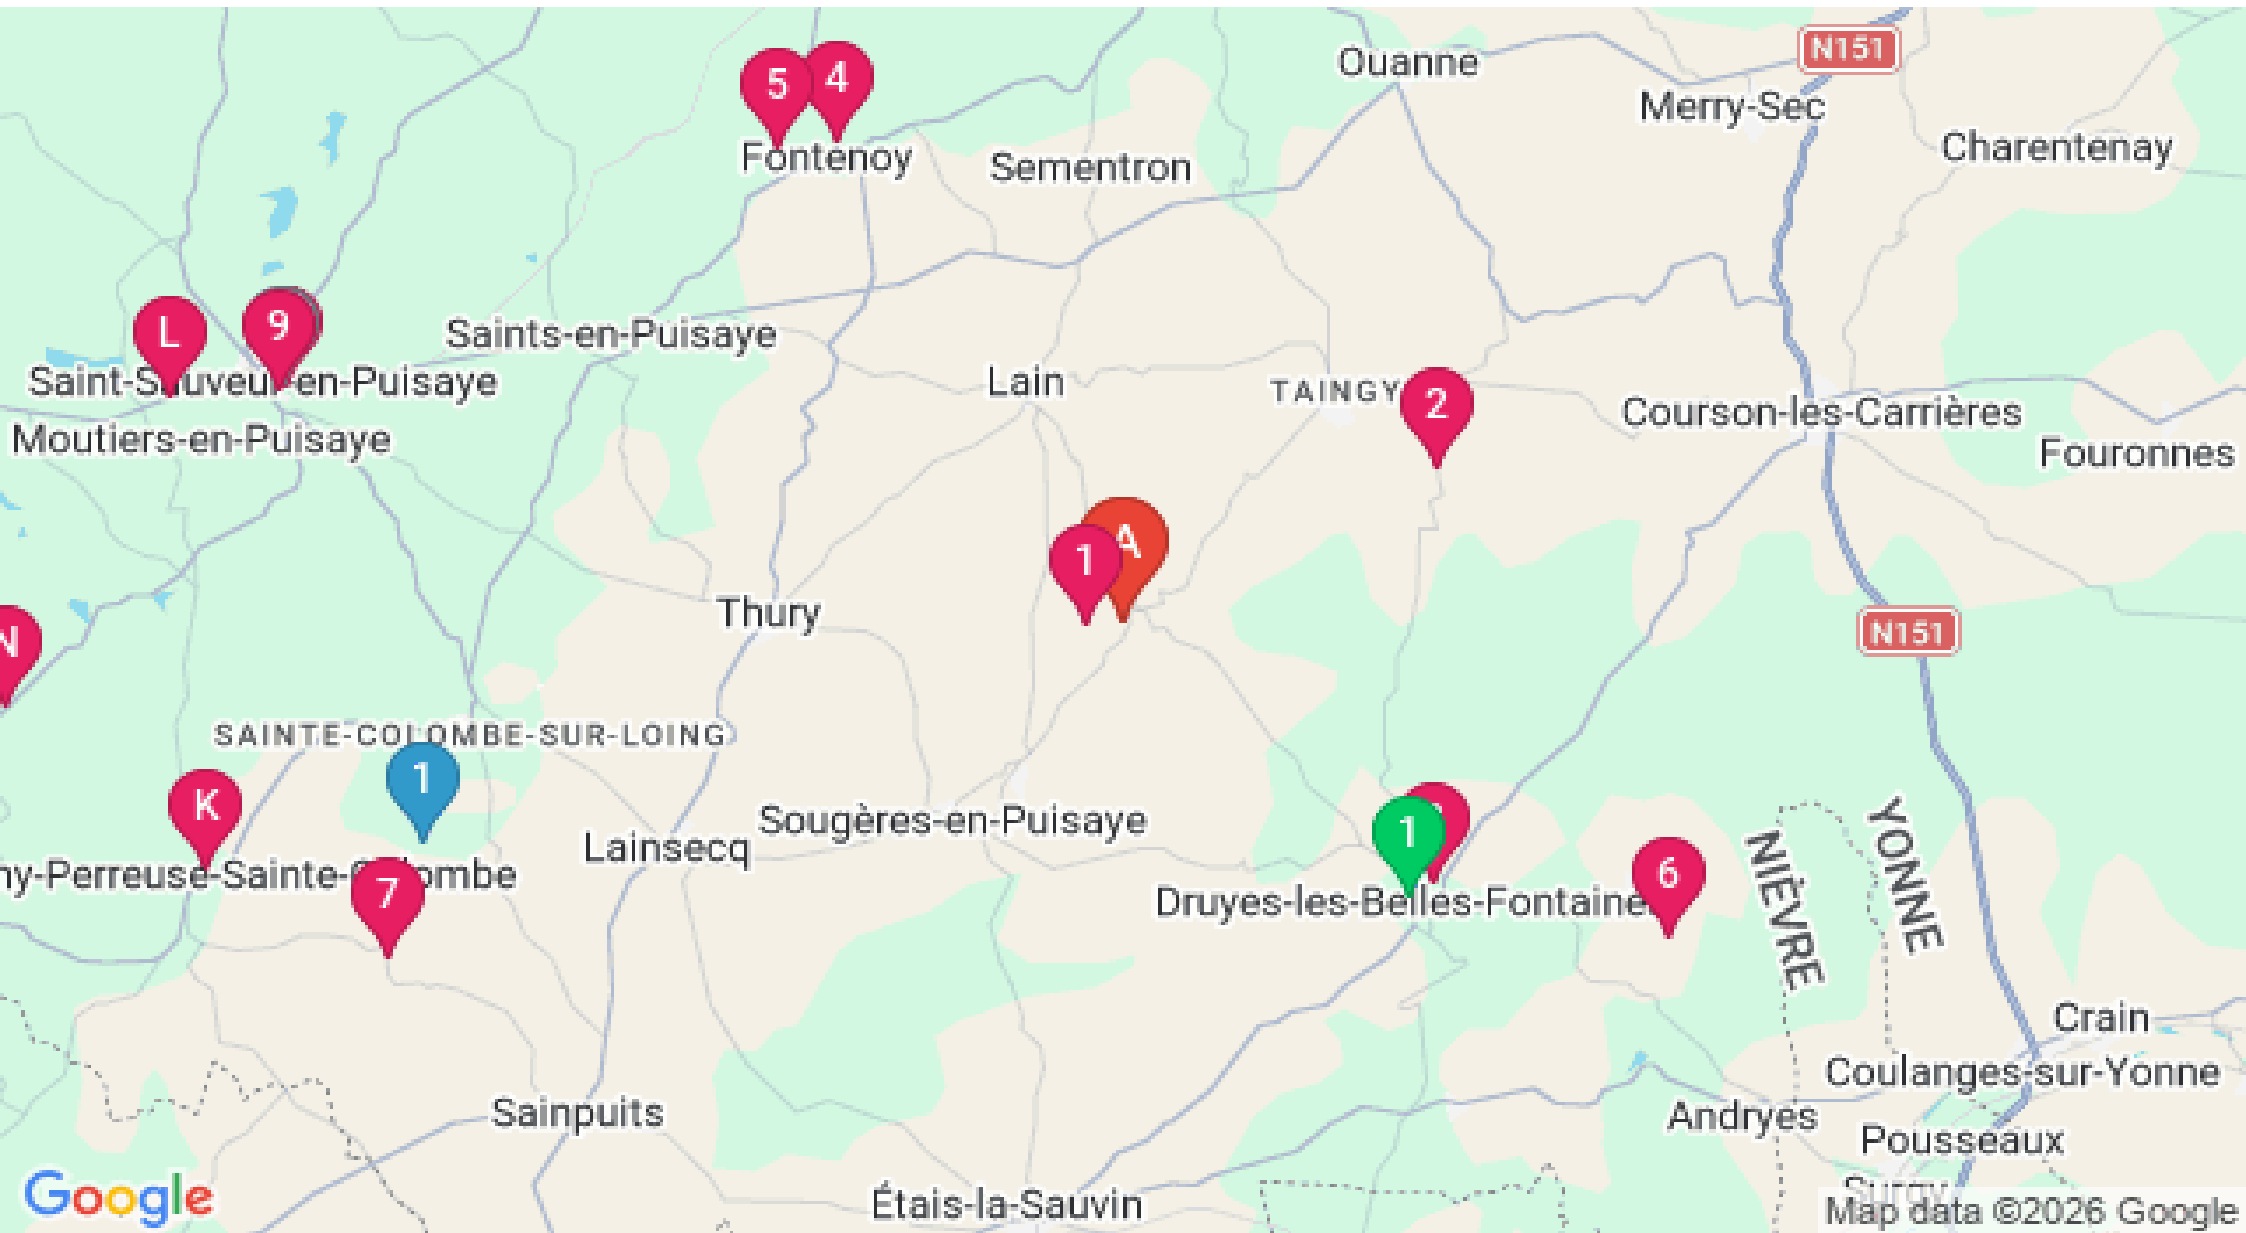 N151
Ouanne
5
4
Merry-Sec
Charentenay
Fontenoy
Sementron
L
9
Saints-en-Puisaye
Lain
TAINGY
2
Courson-les-Carrières
Moutiers-en-Puisaye
Fouronnes
A
1
Thury
N151
N
SAINTE-COLOMBE-SUR-LOING
1
K
Sougères-en-Puisaye
Lainsecq
1
6
7
Druyes-les-Belles-Fontaine
NIÈVRE
YONNE
Crain
Coulanges-sur-Yonne
Sainpuits
Andryes
Pousseaux
Étais-la-Sauvin
Google
Map data ©2026 Google